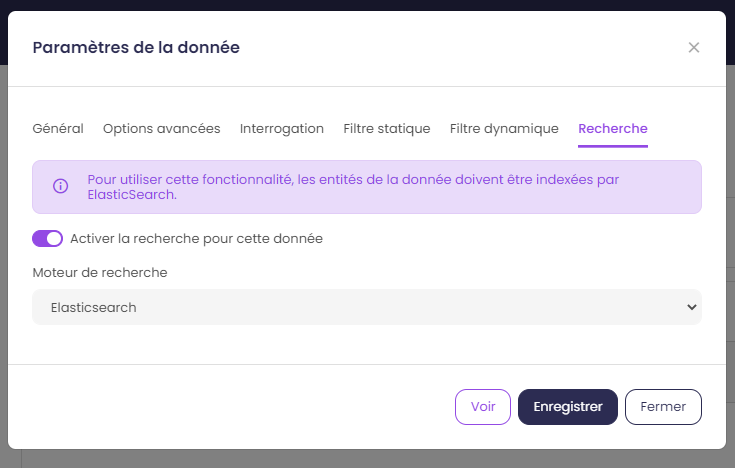 Paramètres de la donnée
Général Options avancées Interrogation Filtre statique Filtre dynamique Recherche
Pour utiliser cette fonctionnalité, les entités de la donnée doivent être indexées par
ElasticSearch.
Activer la recherche pour cette donnée
Moteur de recherche
Elasticsearch
Voir Enregistrer Fermer